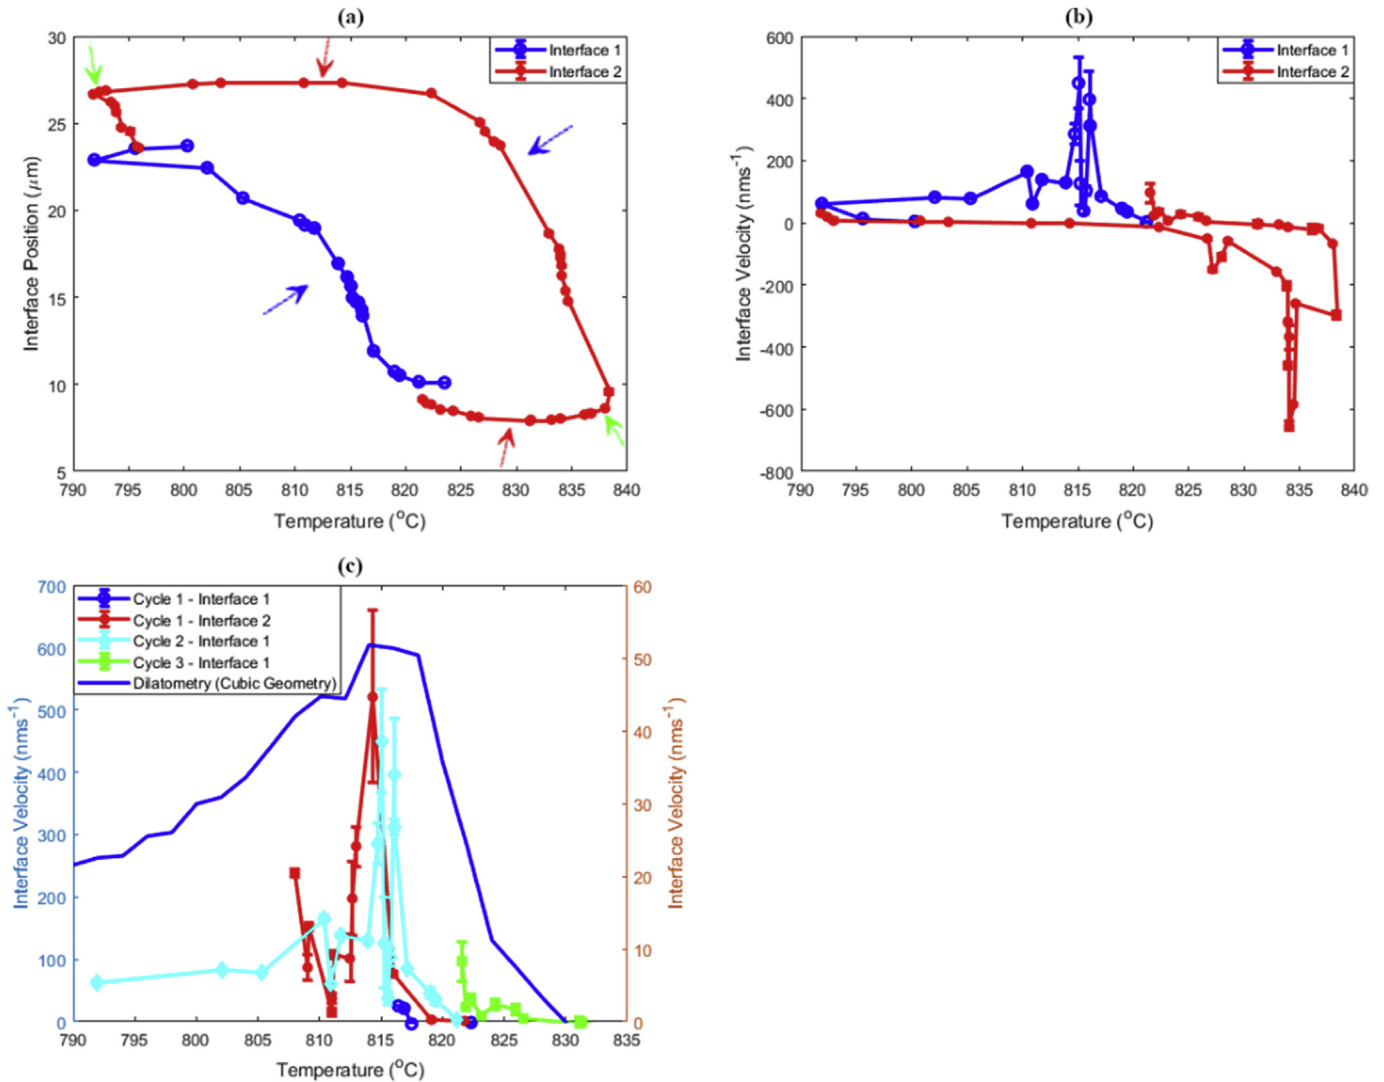 (a)
30
25
20
15
10
5
Interface Position (μm)
Interface 1
Interface 2
790 795 800 805 810 815 820 825 830 835 840
Temperature (°C)
(b)
600
400
200
0
-200
-400
-600
-800
Interface Velocity (nms⁻¹)
Interface 1
Interface 2
790 795 800 805 810 815 820 825 830 835 840
Temperature (°C)
(c)
700
600
500
400
300
200
100
0
Interface Velocity (nms⁻¹)
Cycle 1 - Interface 1
Cycle 1 - Interface 2
Cycle 2 - Interface 1
Cycle 3 - Interface 1
Dilatometry (Cubic Geometry)
60
50
40
30
20
10
0
Interface Velocity (nms⁻¹)
790 795 800 805 810 815 820 825 830 835
Temperature (°C)